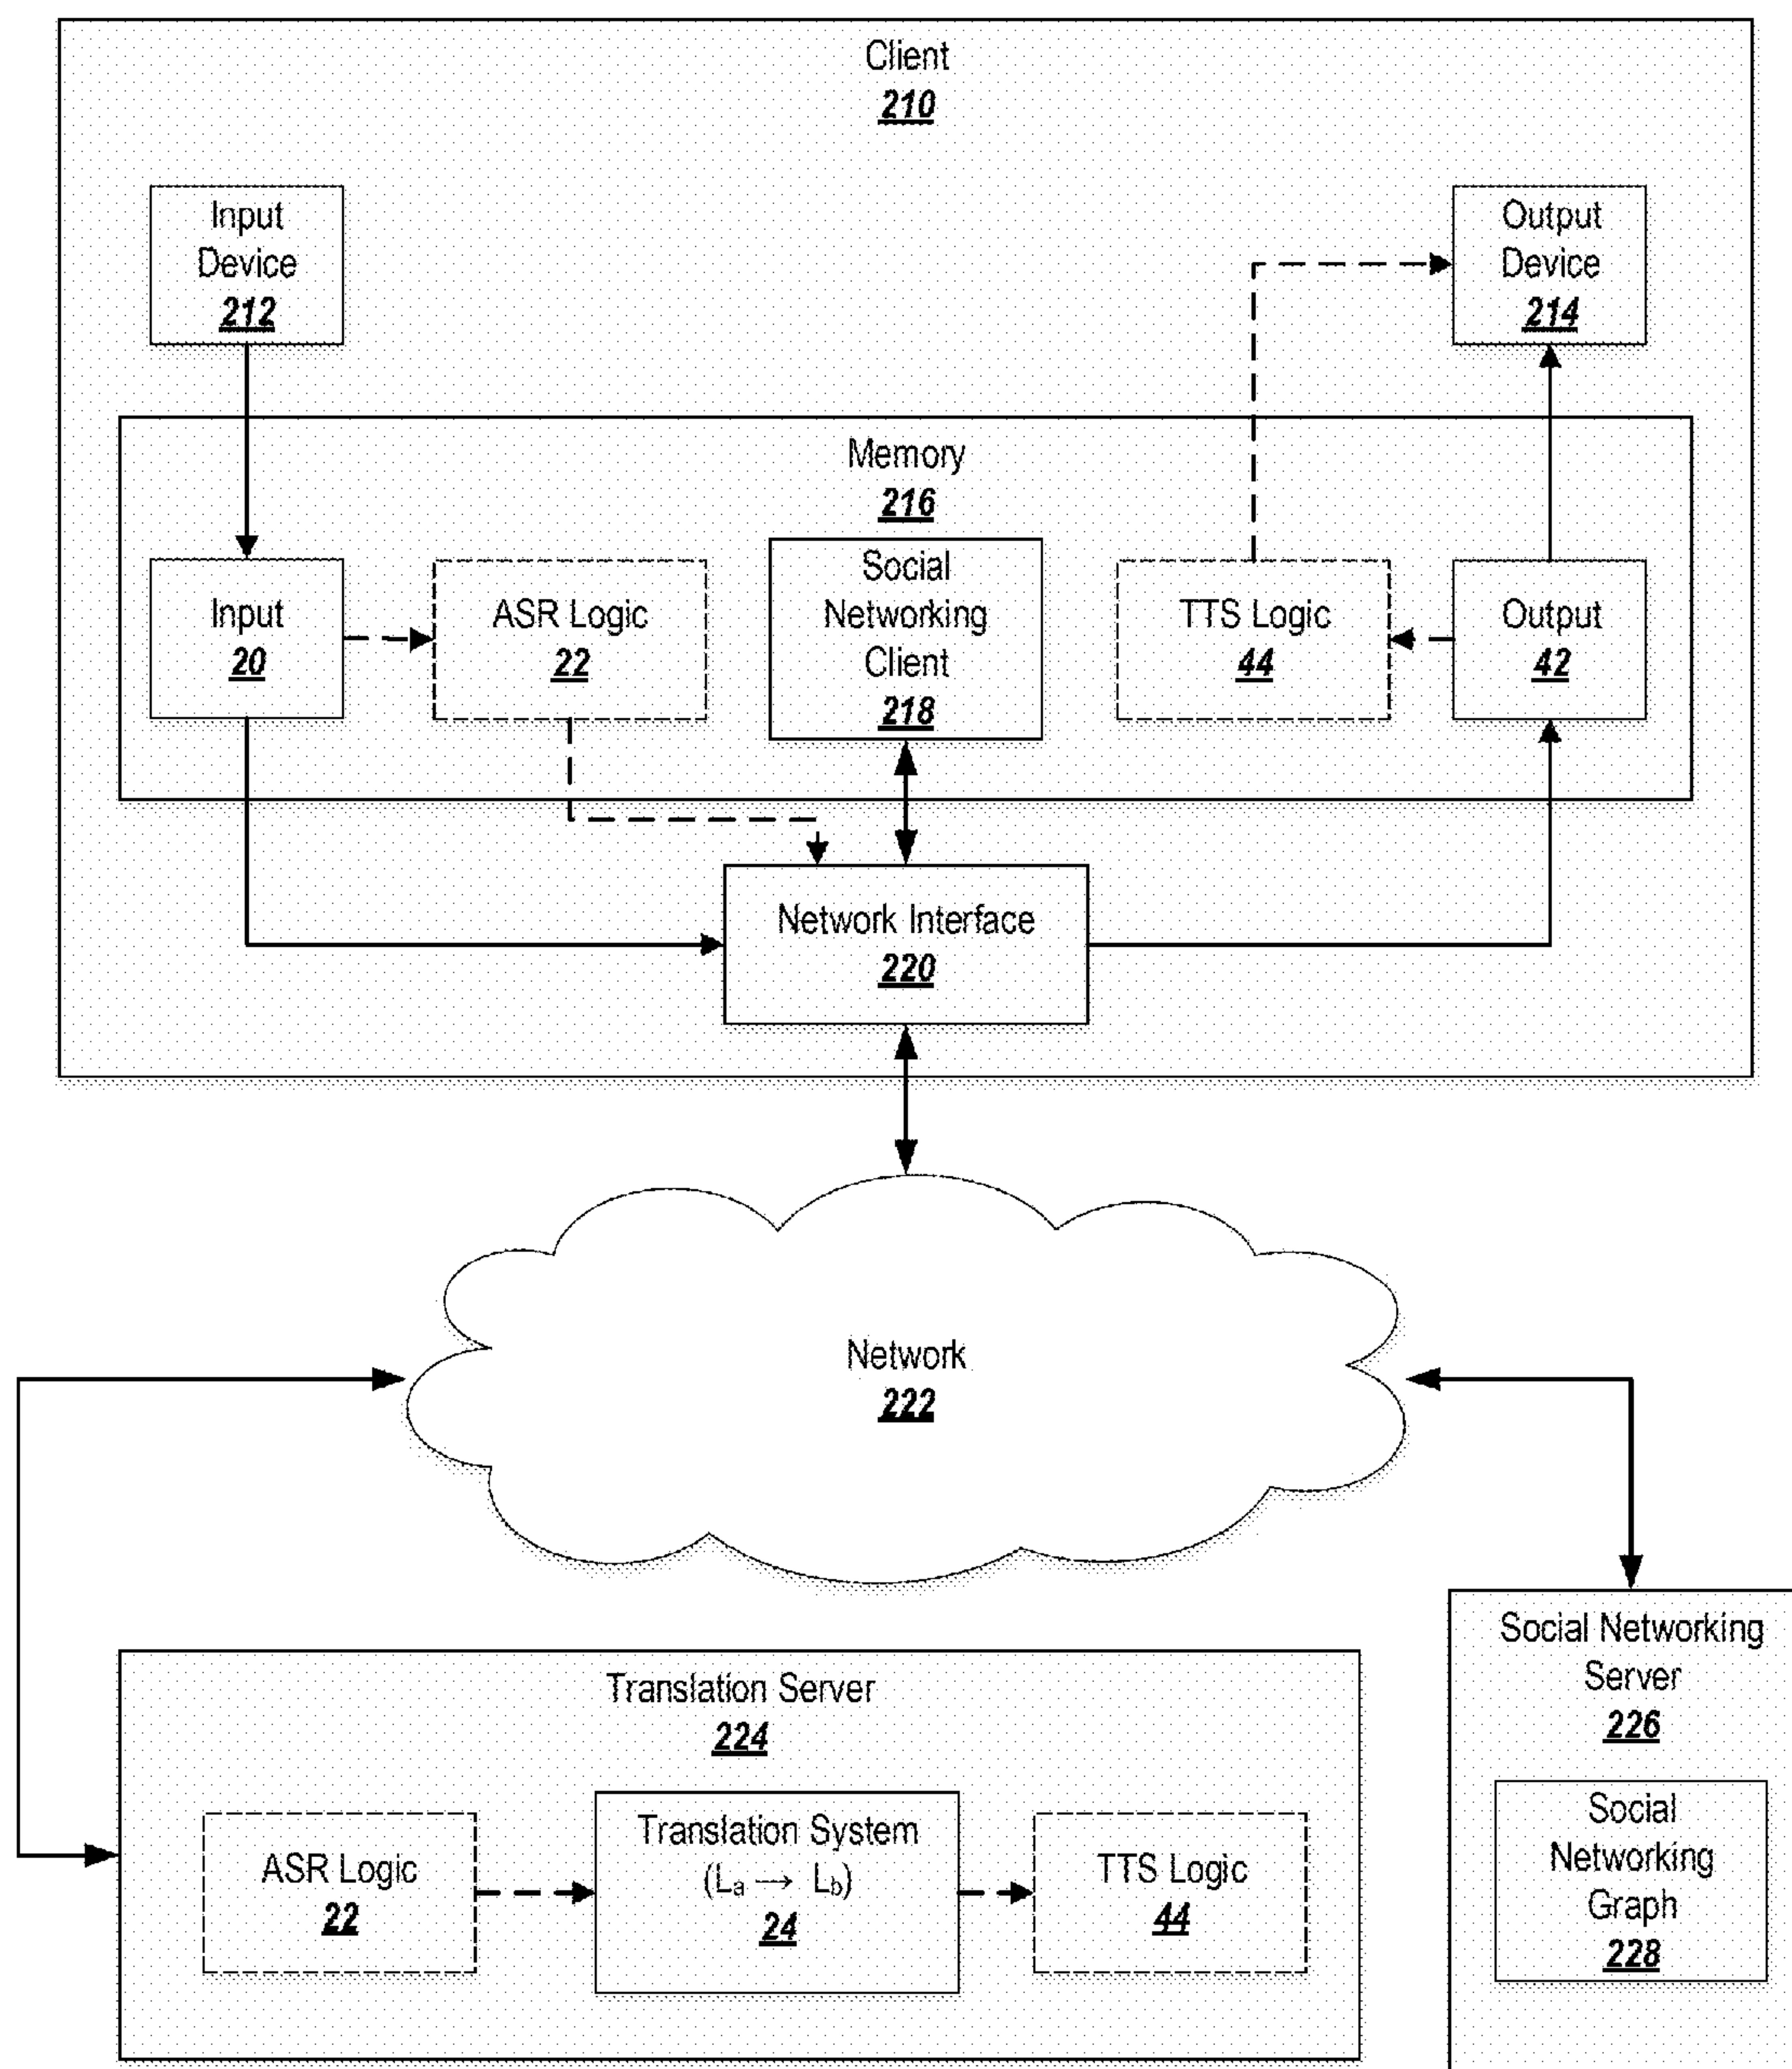 Client
210
Input
Device
212
Output
Device
214
Memory
216
Input
20
ASR Logic
22
Social
Networking
Client
218
TTS Logic
44
Output
42
Network Interface
220
Network
222
Translation Server
224
ASR Logic
22
Translation System
(La → Lb)
24
TTS Logic
44
Social Networking
Server
226
Social
Networking
Graph
228